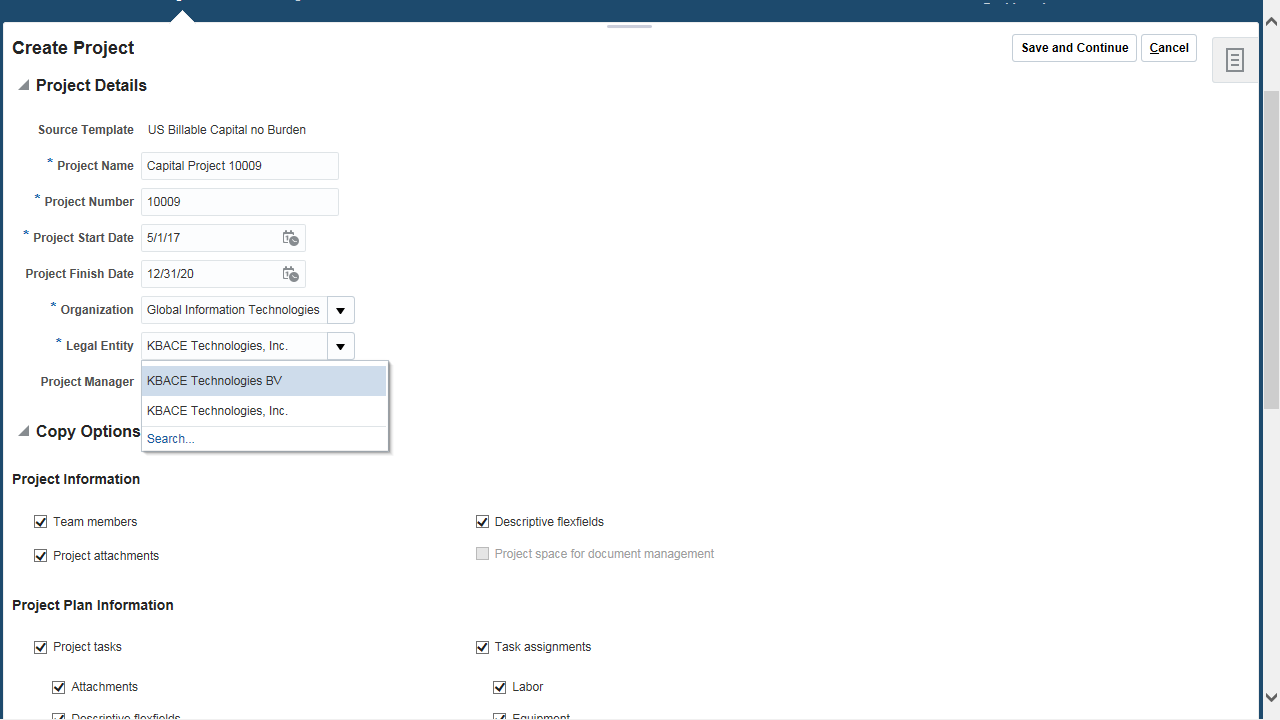 Create Project
Save and Continue
Cancel
Project Details
Source Template US Billable Capital no Burden
* Project Name Capital Project 10009
* Project Number 10009
* Project Start Date 5/1/17
Project Finish Date 12/31/20
* Organization Global Information Technologies
* Legal Entity KBACE Technologies, Inc.
Project Manager
KBACE Technologies BV
KBACE Technologies, Inc.
Search...
Copy Options
Project Information
Team members
Descriptive flexfields
Project attachments
Project space for document management
Project Plan Information
Project tasks
Task assignments
Attachments
Labor
Descriptive flexfields
Equipment